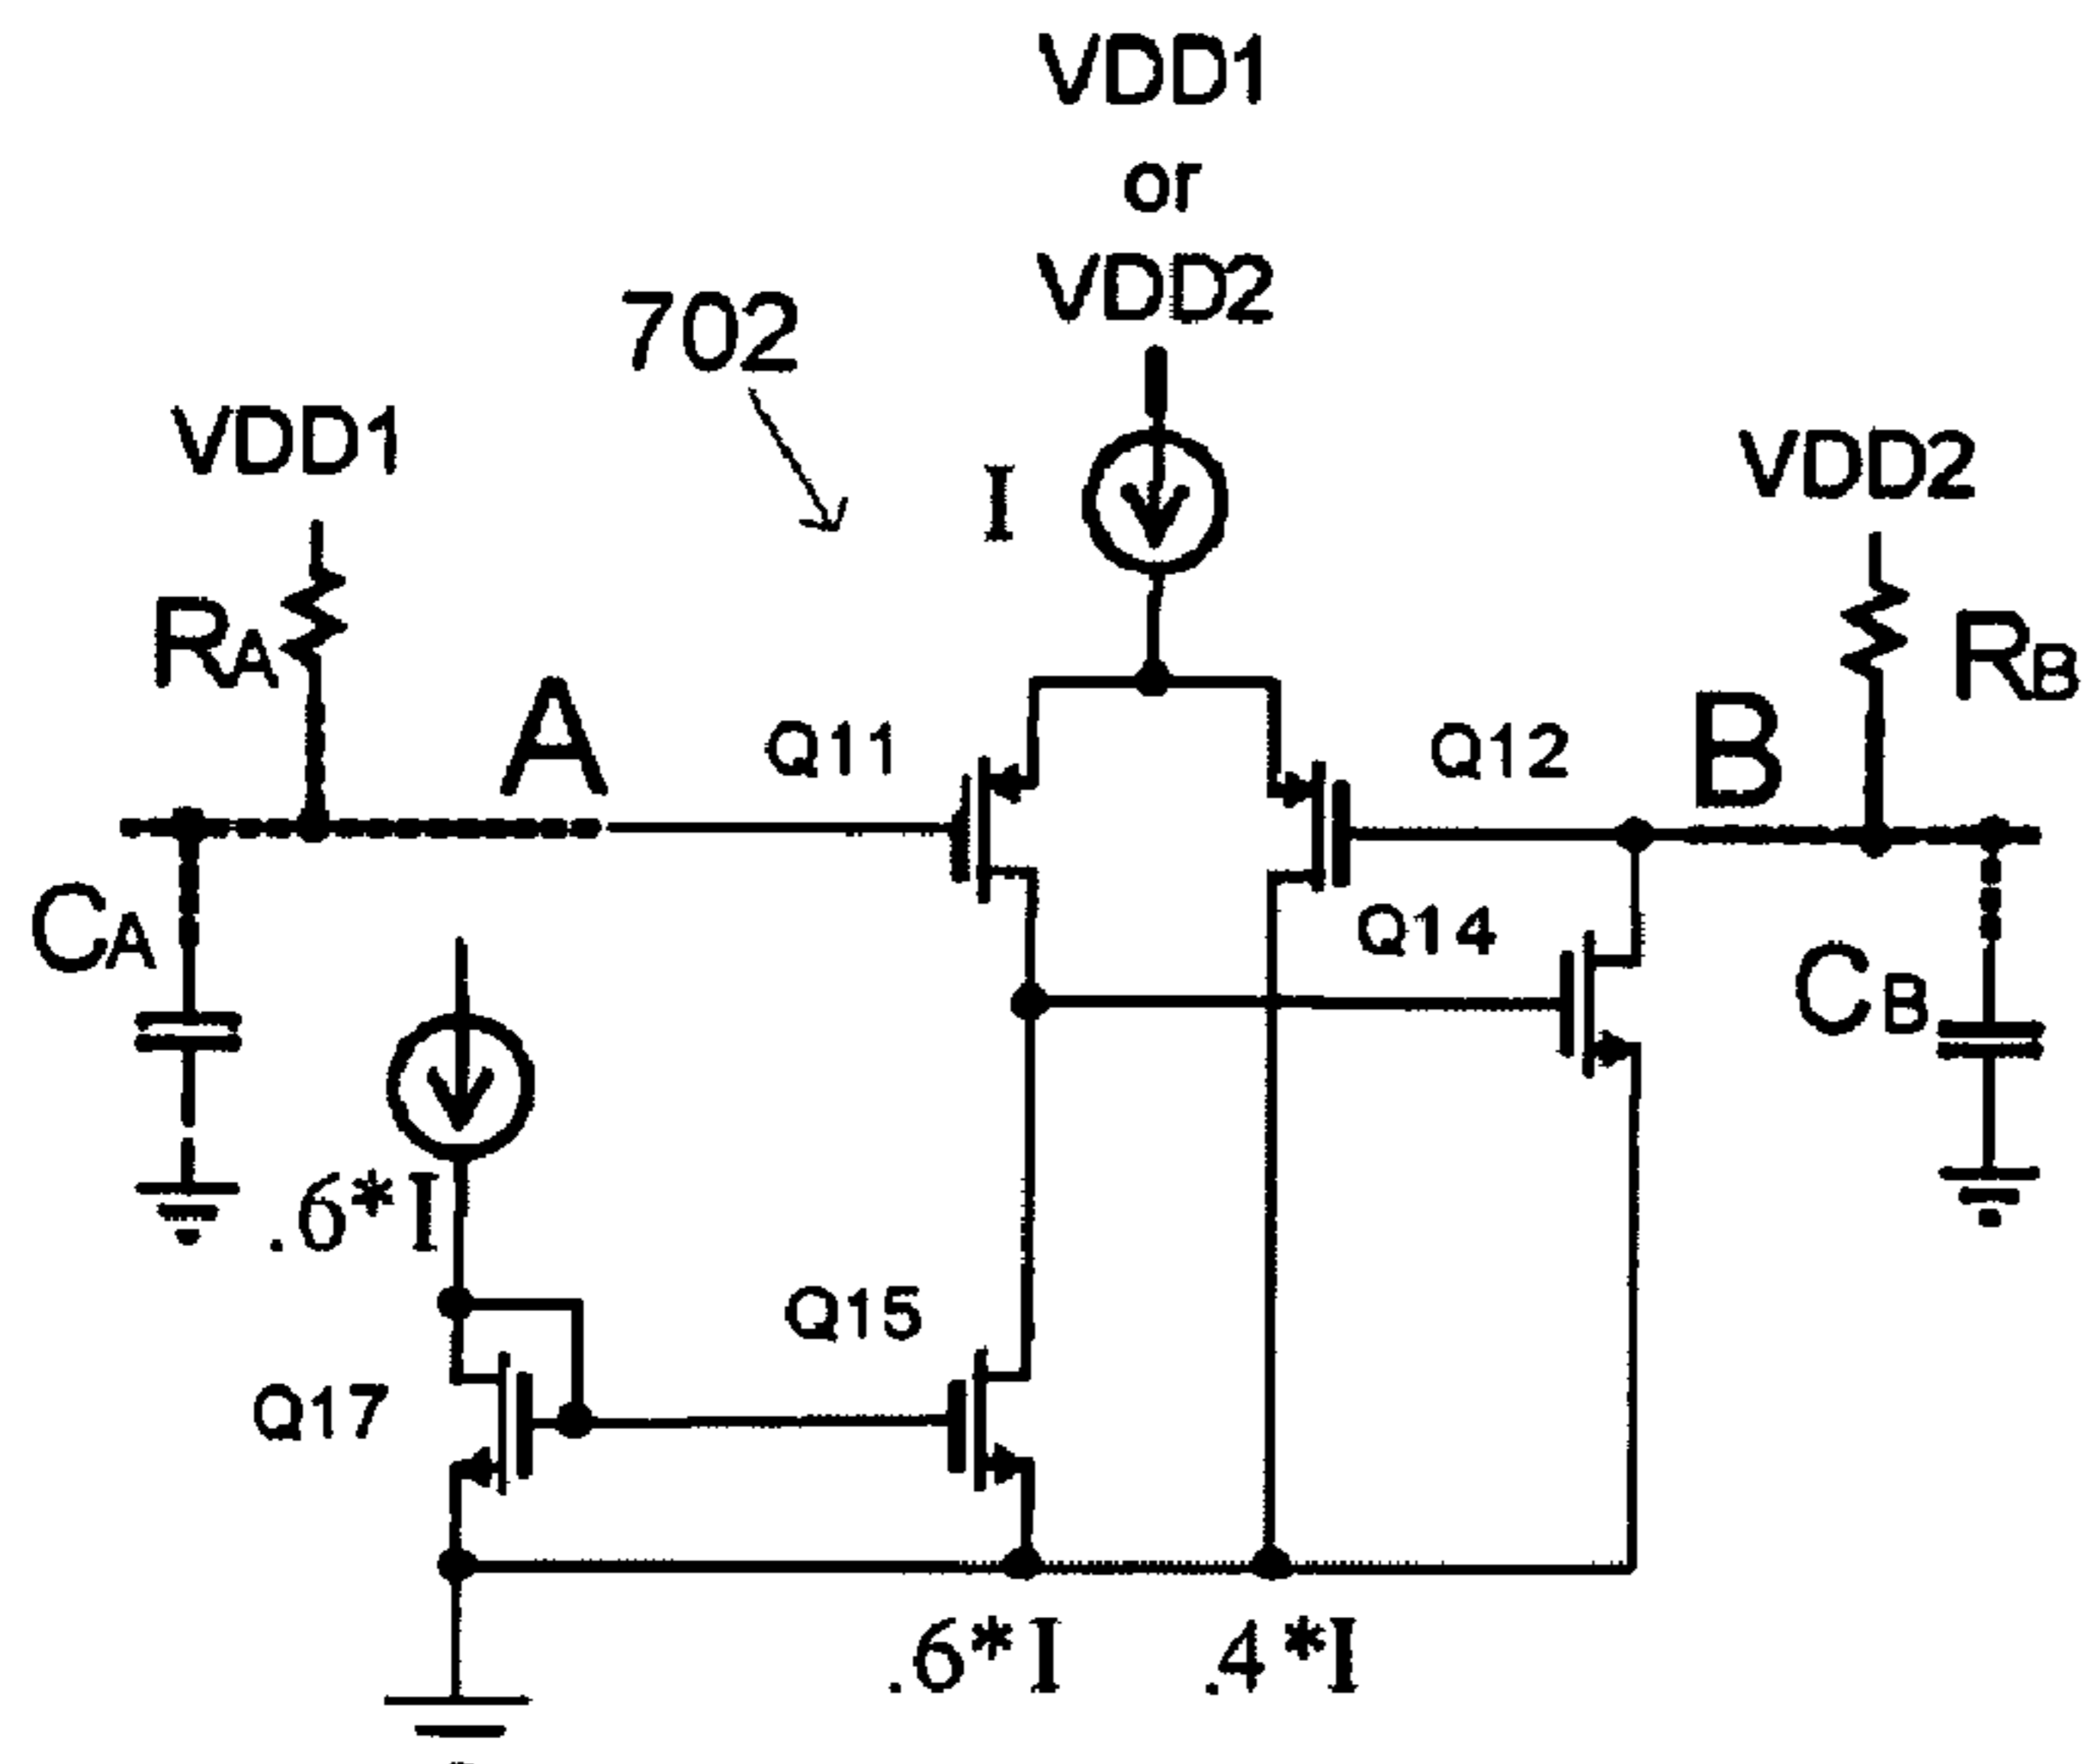 VDD1
or
VDD2
702
VDD1
I
VDD2
RA
A
Q11
Q12
B
RB
CA
Q14
CB
.6*I
Q15
Q17
.6*I
.4*I